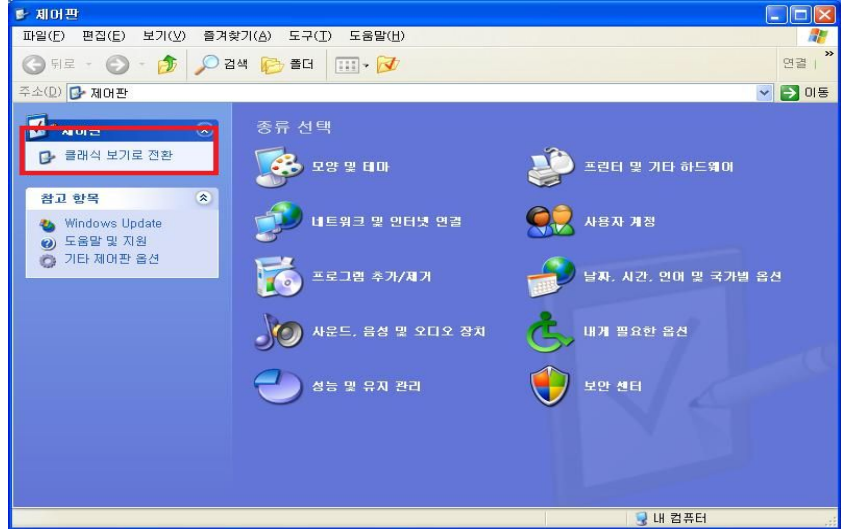 제어판
파일(F) 편집(E) 보기(V) 즐겨찾기(A) 도구(T) 도움말(H)
뒤로 검색 폴더 연결 »
주소(D) 제어판 이동
제어판
클래식 보기로 전환
참고 항목
Windows Update
도움말 및 지원
기타 제어판 옵션
종류 선택
모양 및 테마
프린터 및 기타 하드웨어
네트워크 및 인터넷 연결
사용자 계정
프로그램 추가/제거
날짜, 시간, 언어 및 국가별 옵션
사운드, 음성 및 오디오 장치
내게 필요한 옵션
성능 및 유지 관리
보안 센터
내 컴퓨터